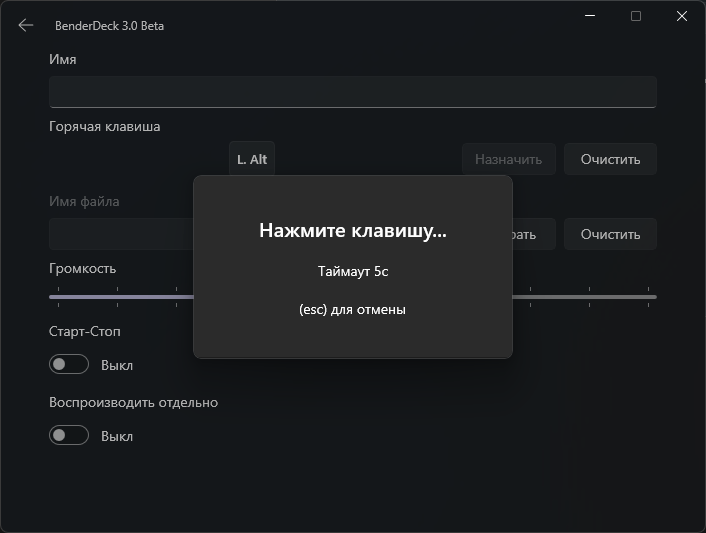 BenderDeck 3.0 Beta
Имя
Горячая клавиша
L. Alt
Назначить
Очистить
Имя файла
Очистить
Громкость
Старт-Стоп
Выкл
Воспроизводить отдельно
Выкл
Нажмите клавишу...
Таймаут 5с
(esc) для отмены